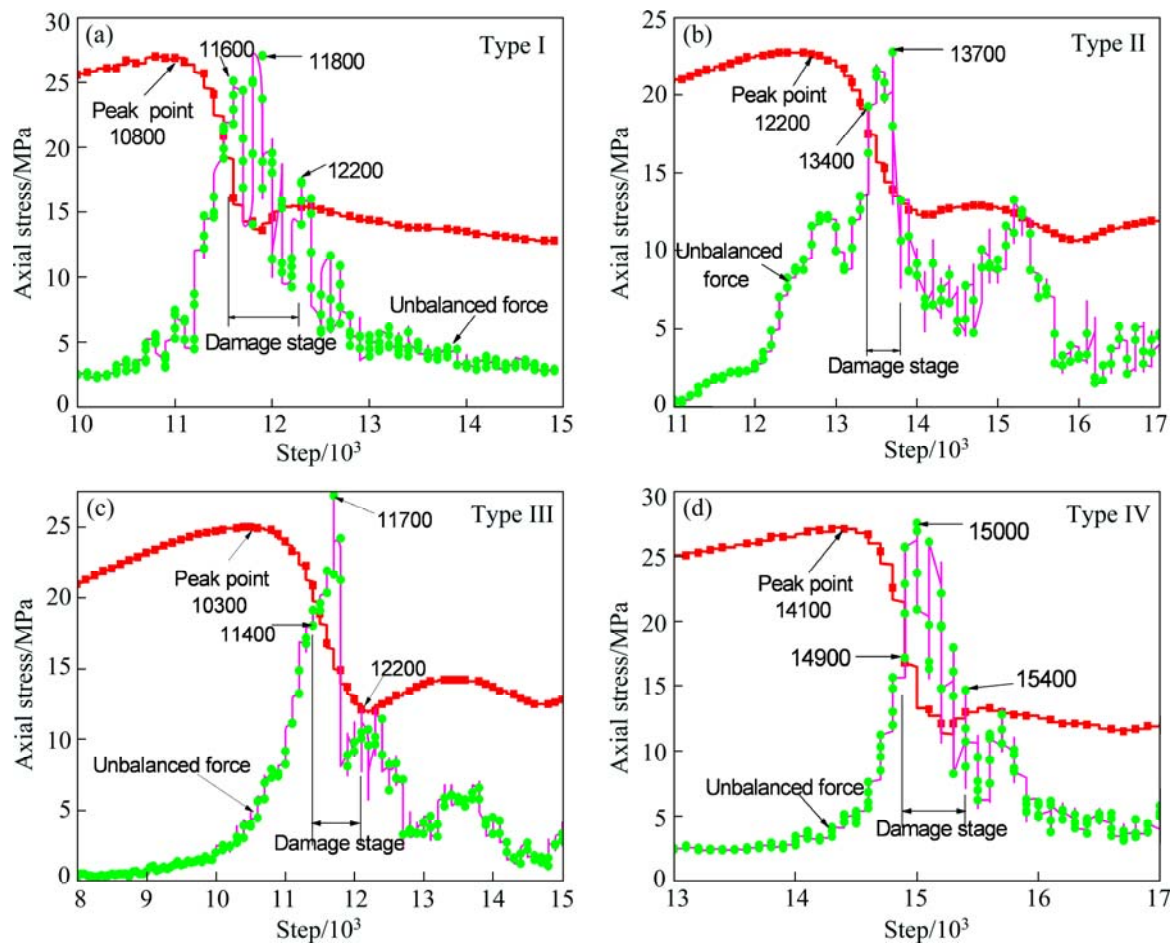 (a)
Type I
30
25
20
15
10
5
0
Axial stress/MPa
11600
11800
Peak point
10800
12200
Unbalanced force
Damage stage
10 11 12 13 14 15
Step/10³
(b)
Type II
25
20
15
10
5
0
Axial stress/MPa
13700
Peak point
12200
13400
Unbalanced
force
Damage stage
11 12 13 14 15 16 17
Step/10³
(c)
Type III
25
20
15
10
5
0
Axial stress/MPa
11700
Peak point
10300
11400
12200
Unbalanced force
Damage stage
8 9 10 11 12 13 14 15
Step/10³
(d)
Type IV
30
25
20
15
10
5
0
Axial stress/MPa
15000
Peak point
14100
14900
15400
Unbalanced force
Damage stage
13 14 15 16 17
Step/10³